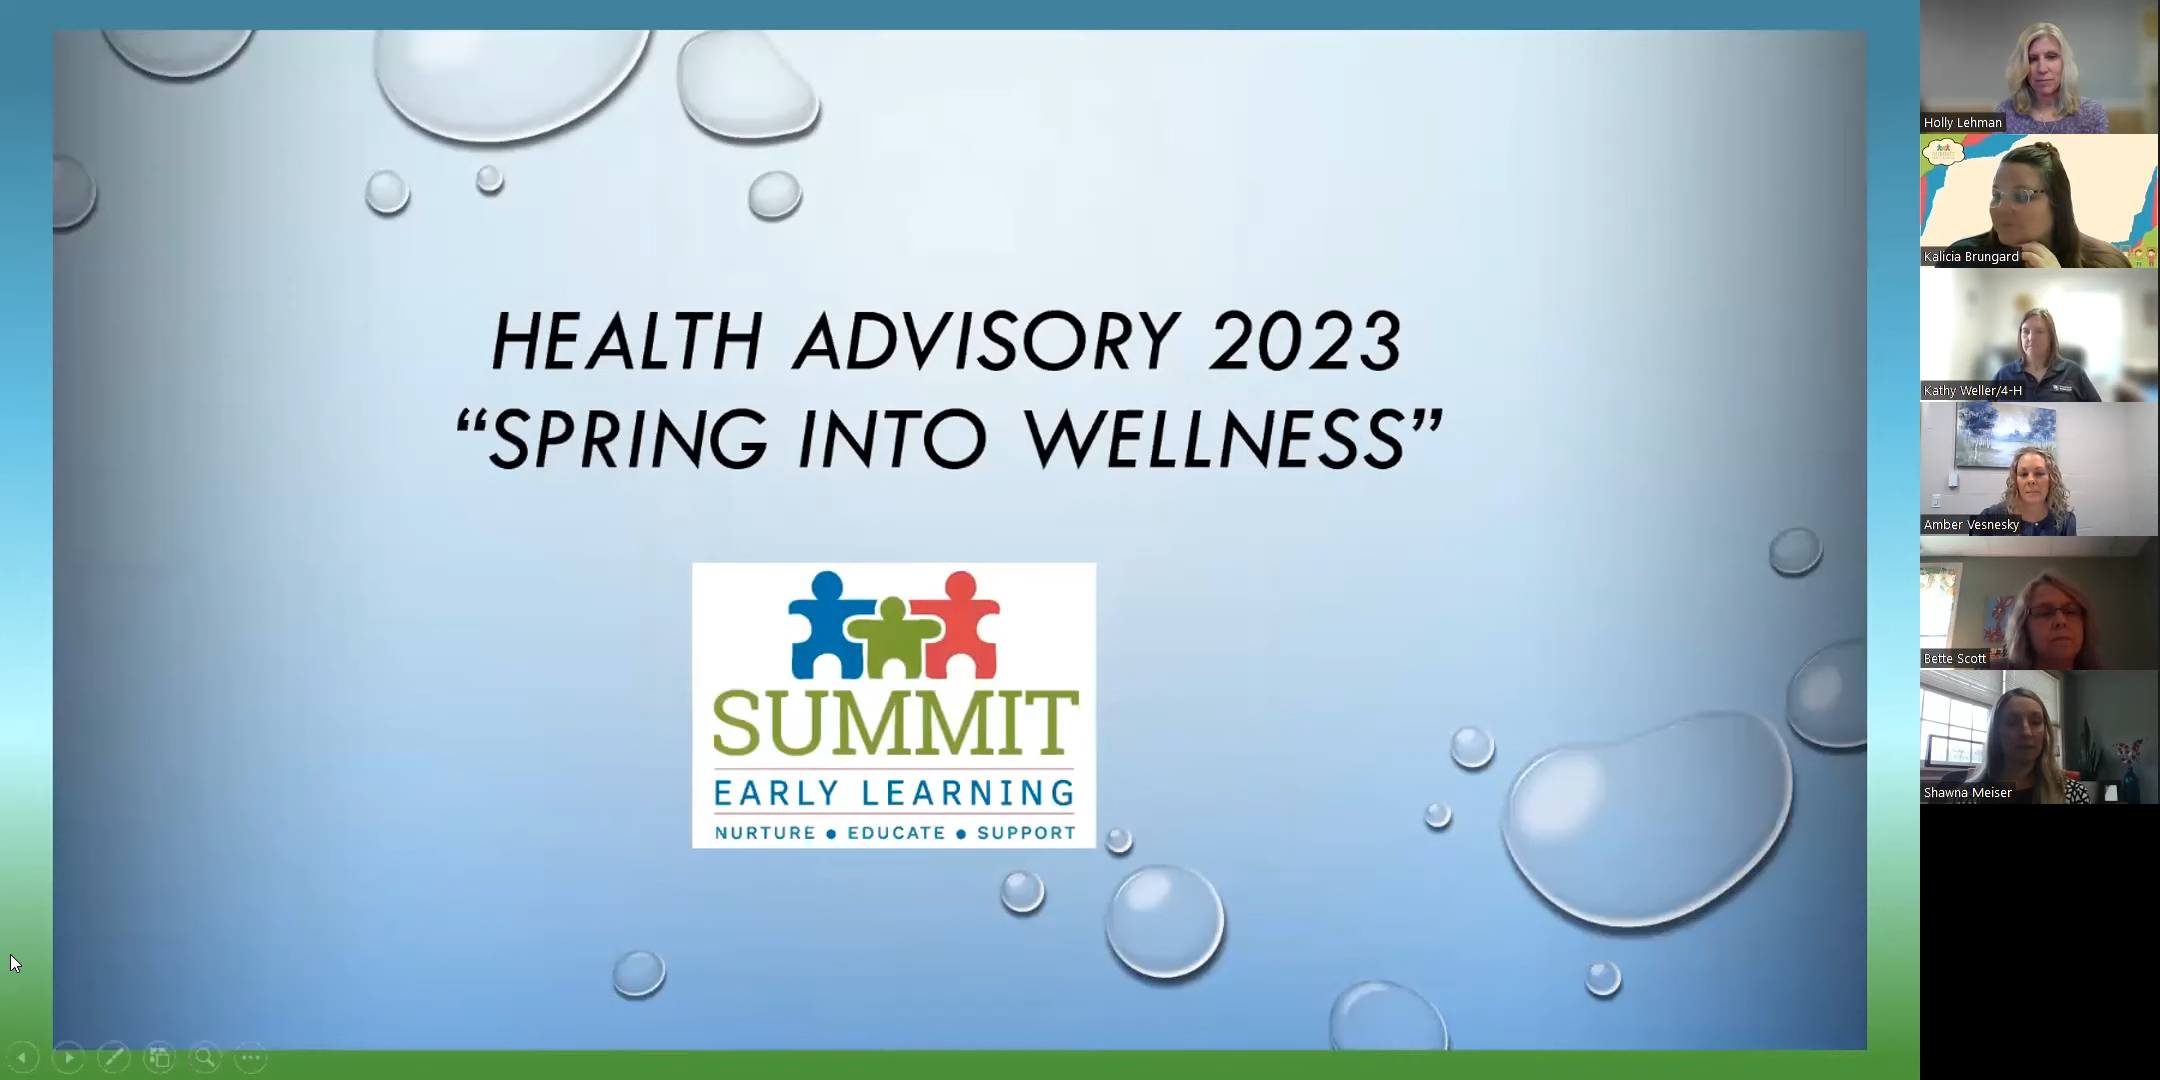 HEALTH ADVISORY 2023
“SPRING INTO WELLNESS”
SUMMIT
EARLY LEARNING
NURTURE ● EDUCATE ● SUPPORT
Holly Lehman
SUMMIT
Kalicia Brungard
Kathy Weller/4-H
Amber Vesnesky
Bette Scott
Shawna Meiser